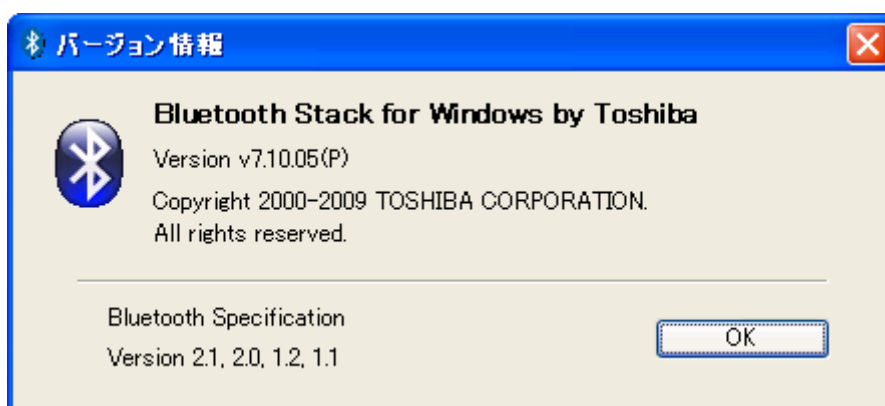 バージョン情報
Bluetooth Stack for Windows by Toshiba
Version v7.10.05(P)
Copyright 2000-2009 TOSHIBA CORPORATION.
All rights reserved.
Bluetooth Specification
Version 2.1, 2.0, 1.2, 1.1
OK